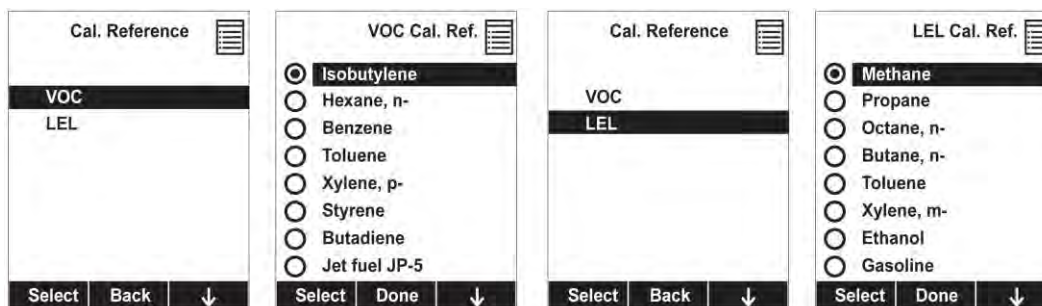 Cal. Reference
VOC
LEL
Select Back ↓
VOC Cal. Ref.
Isobutylene
Hexane, n-
Benzene
Toluene
Xylene, p-
Styrene
Butadiene
Jet fuel JP-5
Select Done ↓
Cal. Reference
VOC
LEL
Select Back ↓
LEL Cal. Ref.
Methane
Propane
Octane, n-
Butane, n-
Toluene
Xylene, m-
Ethanol
Gasoline
Select Done ↓